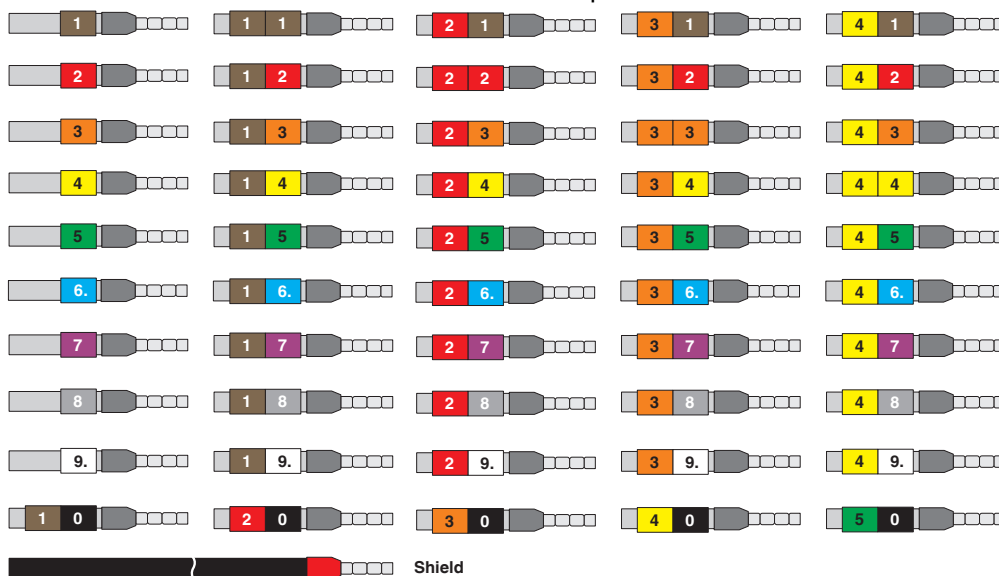 1 1 1 2 1 3 1 4 1
2 1 2 2 2 3 2 4 2
3 1 3 2 3 3 3 4 3
4 1 4 2 4 3 4 4 4
5 1 5 2 5 3 5 4 5
6. 1 6. 2 6. 3 6. 4 6.
7 1 7 2 7 3 7 4 7
8 1 8 2 8 3 8 4 8
9. 1 9. 2 9. 3 9. 4 9.
1 0 2 0 3 0 4 0 5 0
Shield